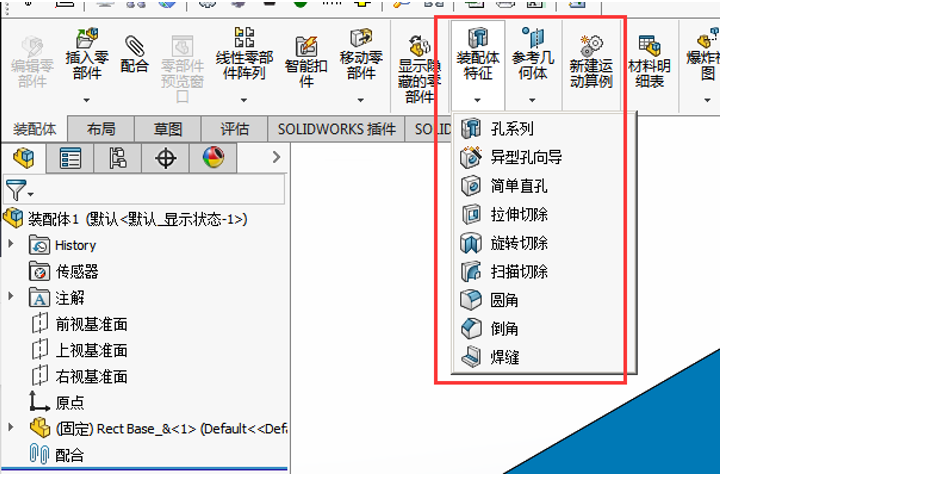 编辑零
部件
插入零
部件
配合
零部件
预览窗
口
线性零部
件阵列
智能扣
件
移动零
部件
显示隐
藏的零
部件
装配体
特征
参考几
何体
新建运
动算例
材料明
细表
爆炸视
图
装配体 布局 草图 评估 SOLIDWORKS 插件 SOLID
孔系列
异型孔向导
简单直孔
拉伸切除
旋转切除
扫描切除
圆角
倒角
焊缝
装配体1 (默认<默认_显示状态-1>)
History
传感器
注解
前视基准面
上视基准面
右视基准面
原点
(固定) Rect Base_&<1> (Default<<Def
配合